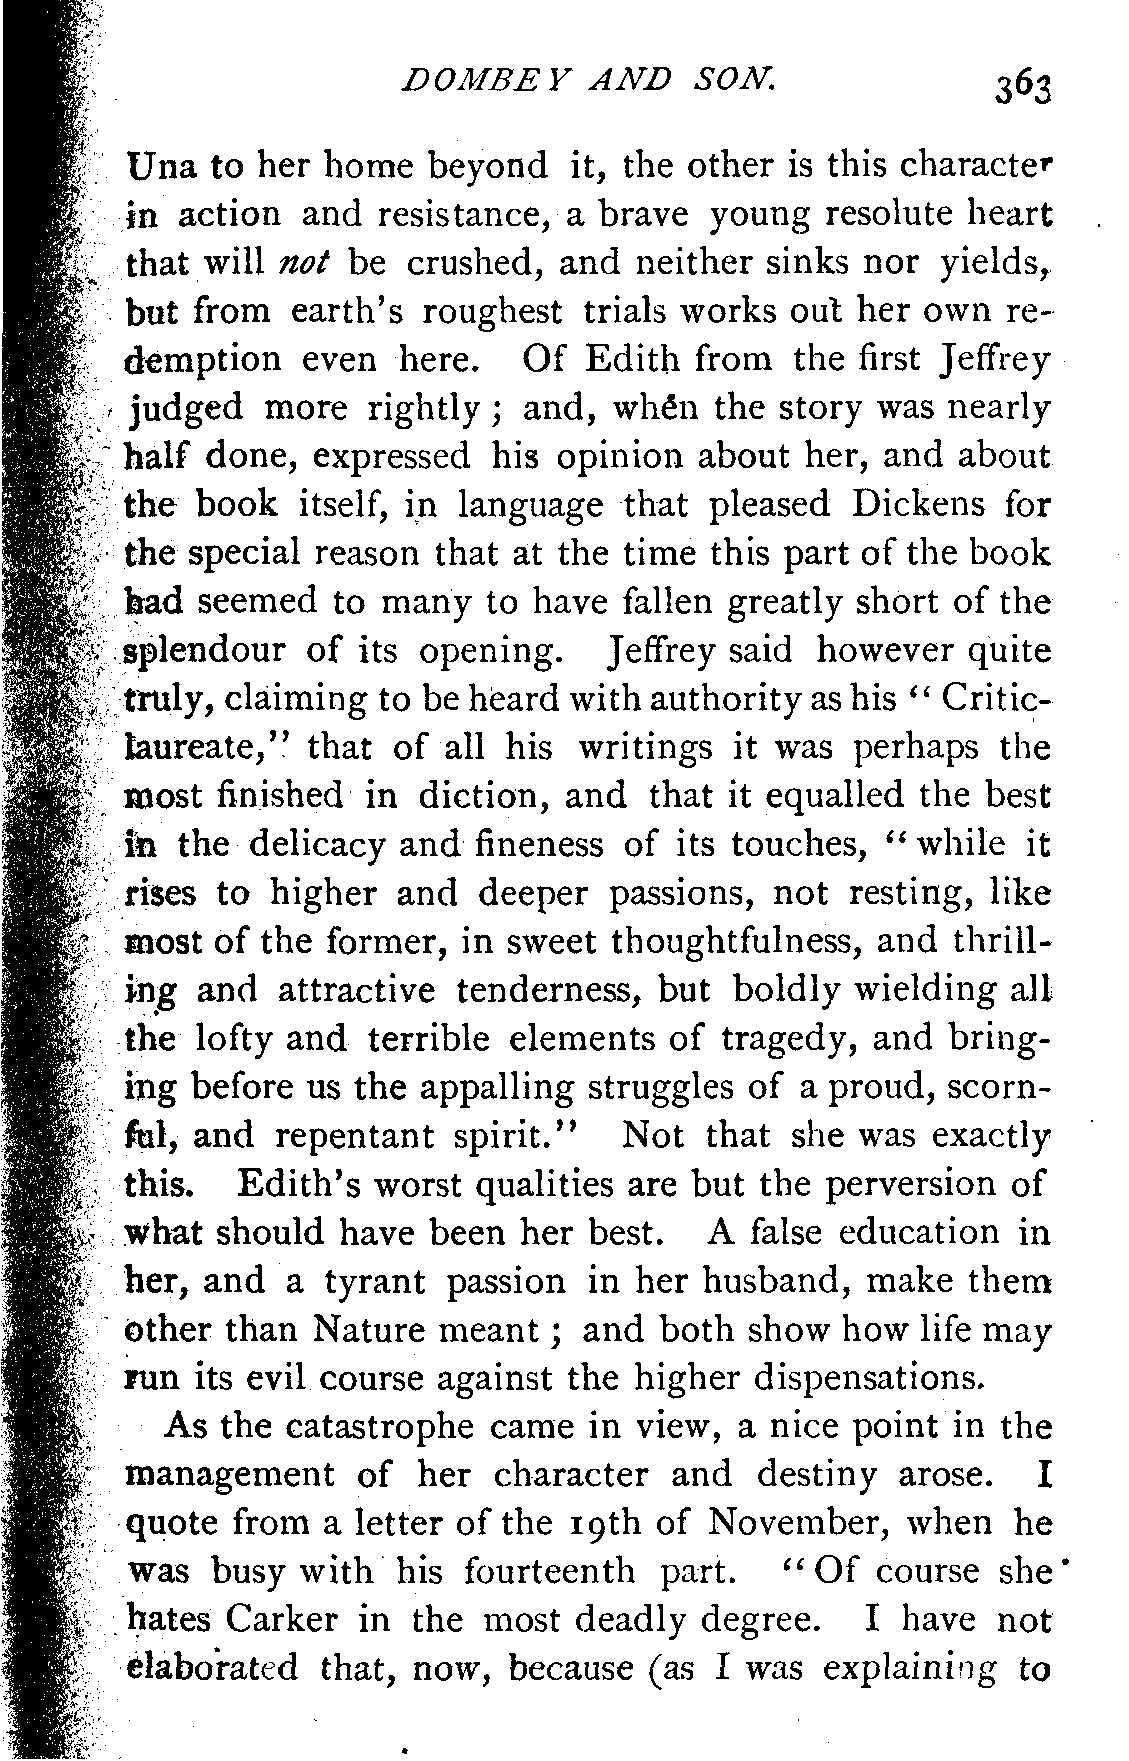 DOMBEY AND SON. 363
Una to her home beyond it, the other is this character
in action and resistance, a brave young resolute heart
that will not be crushed, and neither sinks nor yields,
but from earth's roughest trials works out her own re-
demption even here. Of Edith from the first Jeffrey
judged more rightly ; and, when the story was nearly
half done, expressed his opinion about her, and about
the book itself, in language that pleased Dickens for
the special reason that at the time this part of the book
had seemed to many to have fallen greatly short of the
splendour of its opening. Jeffrey said however quite
truly, claiming to be heard with authority as his "Critic-
laureate," that of all his writings it was perhaps the
most finished in diction, and that it equalled the best
in the delicacy and fineness of its touches, "while it
rises to higher and deeper passions, not resting, like
most of the former, in sweet thoughtfulness, and thrill-
ing and attractive tenderness, but boldly wielding all
the lofty and terrible elements of tragedy, and bring-
ing before us the appalling struggles of a proud, scorn-
ful, and repentant spirit." Not that she was exactly
this. Edith's worst qualities are but the perversion of
what should have been her best. A false education in
her, and a tyrant passion in her husband, make them
other than Nature meant ; and both show how life may
run its evil course against the higher dispensations.
As the catastrophe came in view, a nice point in the
management of her character and destiny arose. I
quote from a letter of the 19th of November, when he
was busy with his fourteenth part. "Of course she
hates Carker in the most deadly degree. I have not
elaborated that, now, because (as I was explaining to